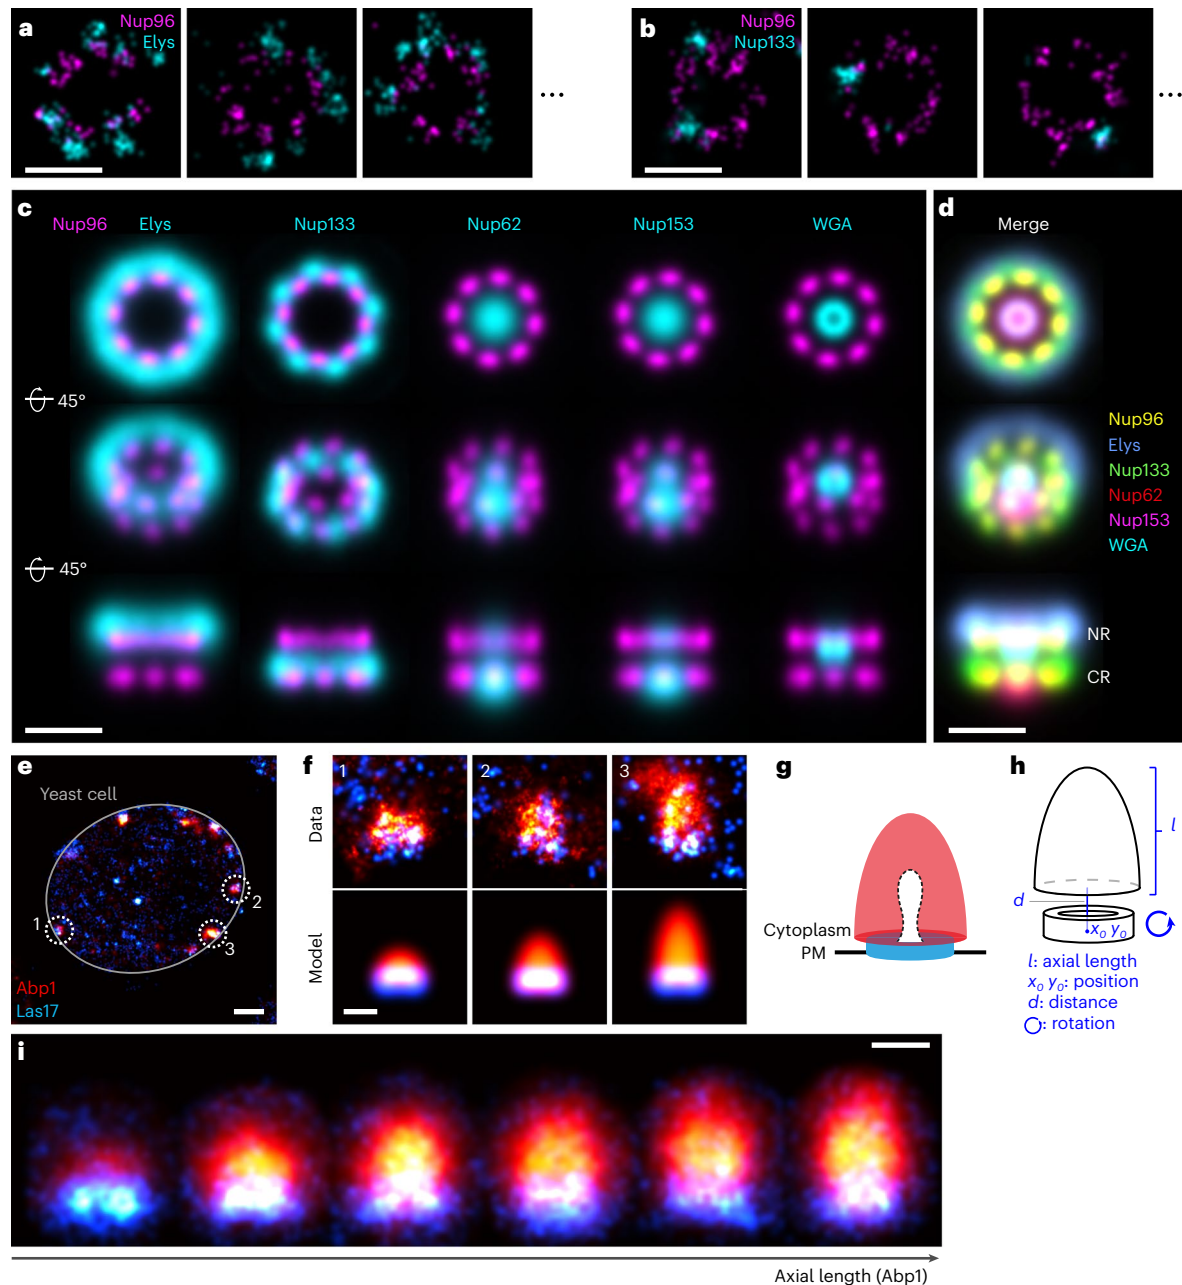 a
Nup96
Elys
...
b
Nup96
Nup133
...
c
Nup96 Elys Nup133 Nup62 Nup153 WGA
45°
45°
d
Merge
Nup96
Elys
Nup133
Nup62
Nup153
WGA
NR
CR
e
Yeast cell
1
2
3
Abp1
Las17
f
1 2 3
Data
Model
g
Cytoplasm
PM
h
l
d
x₀ y₀
l: axial length
x₀ y₀: position
d: distance
: rotation
i
Axial length (Abp1)